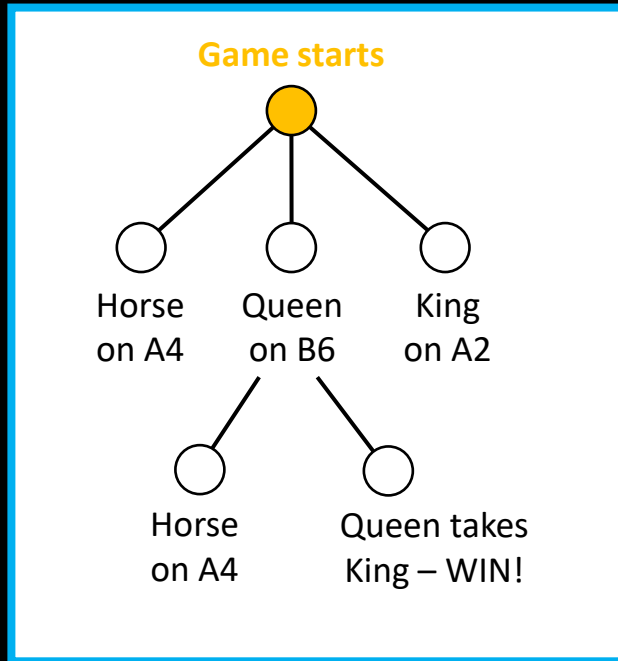 Game starts
Horse
on A4
Queen
on B6
King
on A2
Horse
on A4
Queen takes
King – WIN!